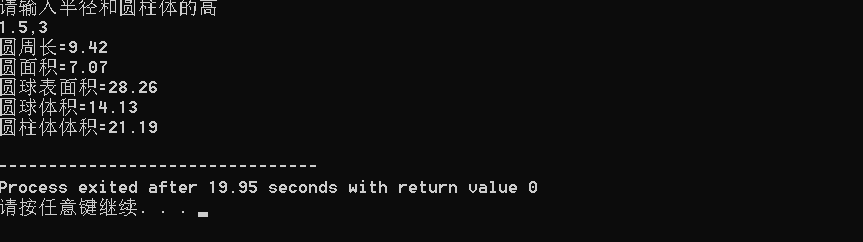 请输入半径和圆柱体的高
1.5,3
圆周长=9.42
圆面积=7.07
圆球表面积=28.26
圆球体积=14.13
圆柱体体积=21.19
--------------------------------
Process exited after 19.95 seconds with return value 0
请按任意键继续. . .